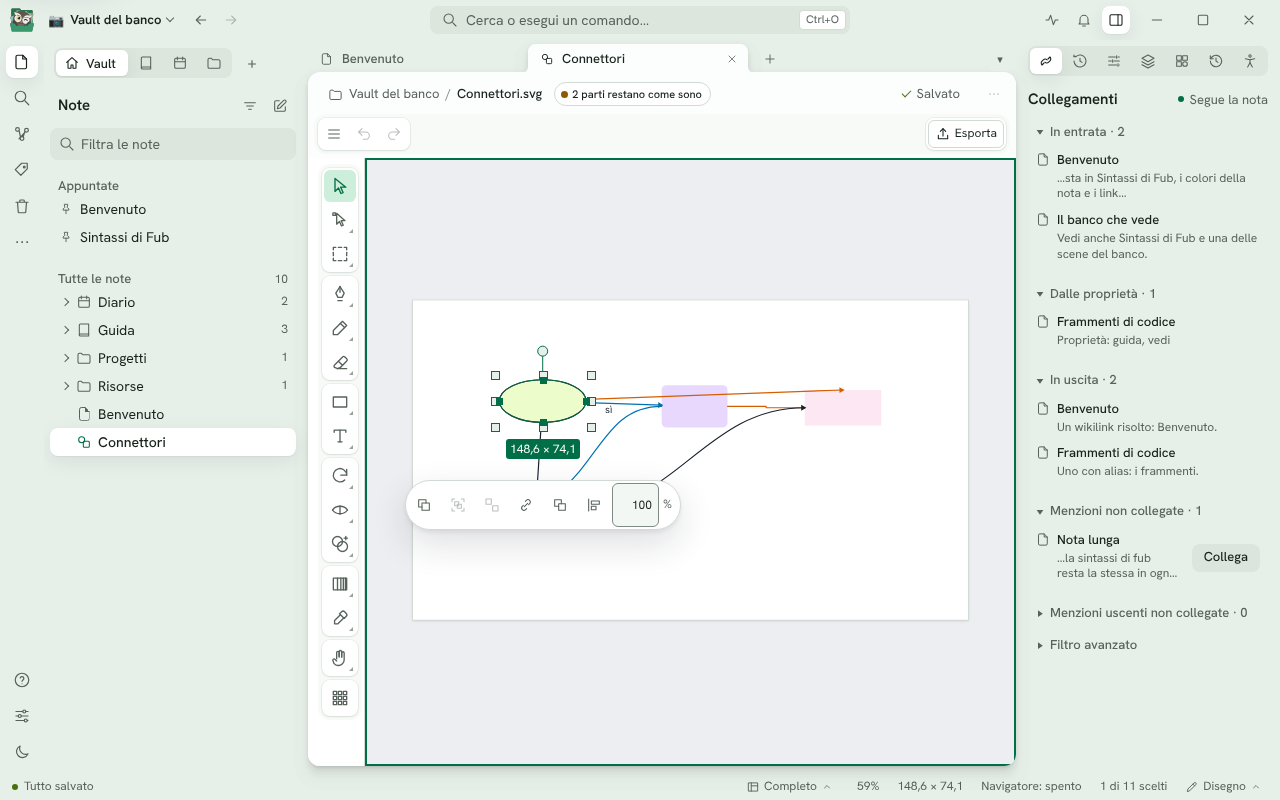 Vault del banco
Cerca o esegui un comando…
Ctrl+O
Vault
Benvenuto
Connettori
Note
Filtra le note
Appuntate
Benvenuto
Sintassi di Fub
Tutte le note 10
Diario 2
Guida 3
Progetti 1
Risorse 1
Benvenuto
Connettori
Vault del banco / Connettori.svg
2 parti restano come sono
Salvato
Esporta
sì
148,6 × 74,1
100 %
Collegamenti
Segue la nota
In entrata · 2
Benvenuto
…sta in Sintassi di Fub, i colori della
nota e i link…
Il banco che vede
Vedi anche Sintassi di Fub e una delle
scene del banco.
Dalle proprietà · 1
Frammenti di codice
Proprietà: guida, vedi
In uscita · 2
Benvenuto
Un wikilink risolto: Benvenuto.
Frammenti di codice
Uno con alias: i frammenti.
Menzioni non collegate · 1
Nota lunga
…la sintassi di fub
resta la stessa in ogn…
Collega
Menzioni uscenti non collegate · 0
Filtro avanzato
Tutto salvato
Completo
59%
148,6 × 74,1
Navigatore: spento
1 di 11 scelti
Disegno